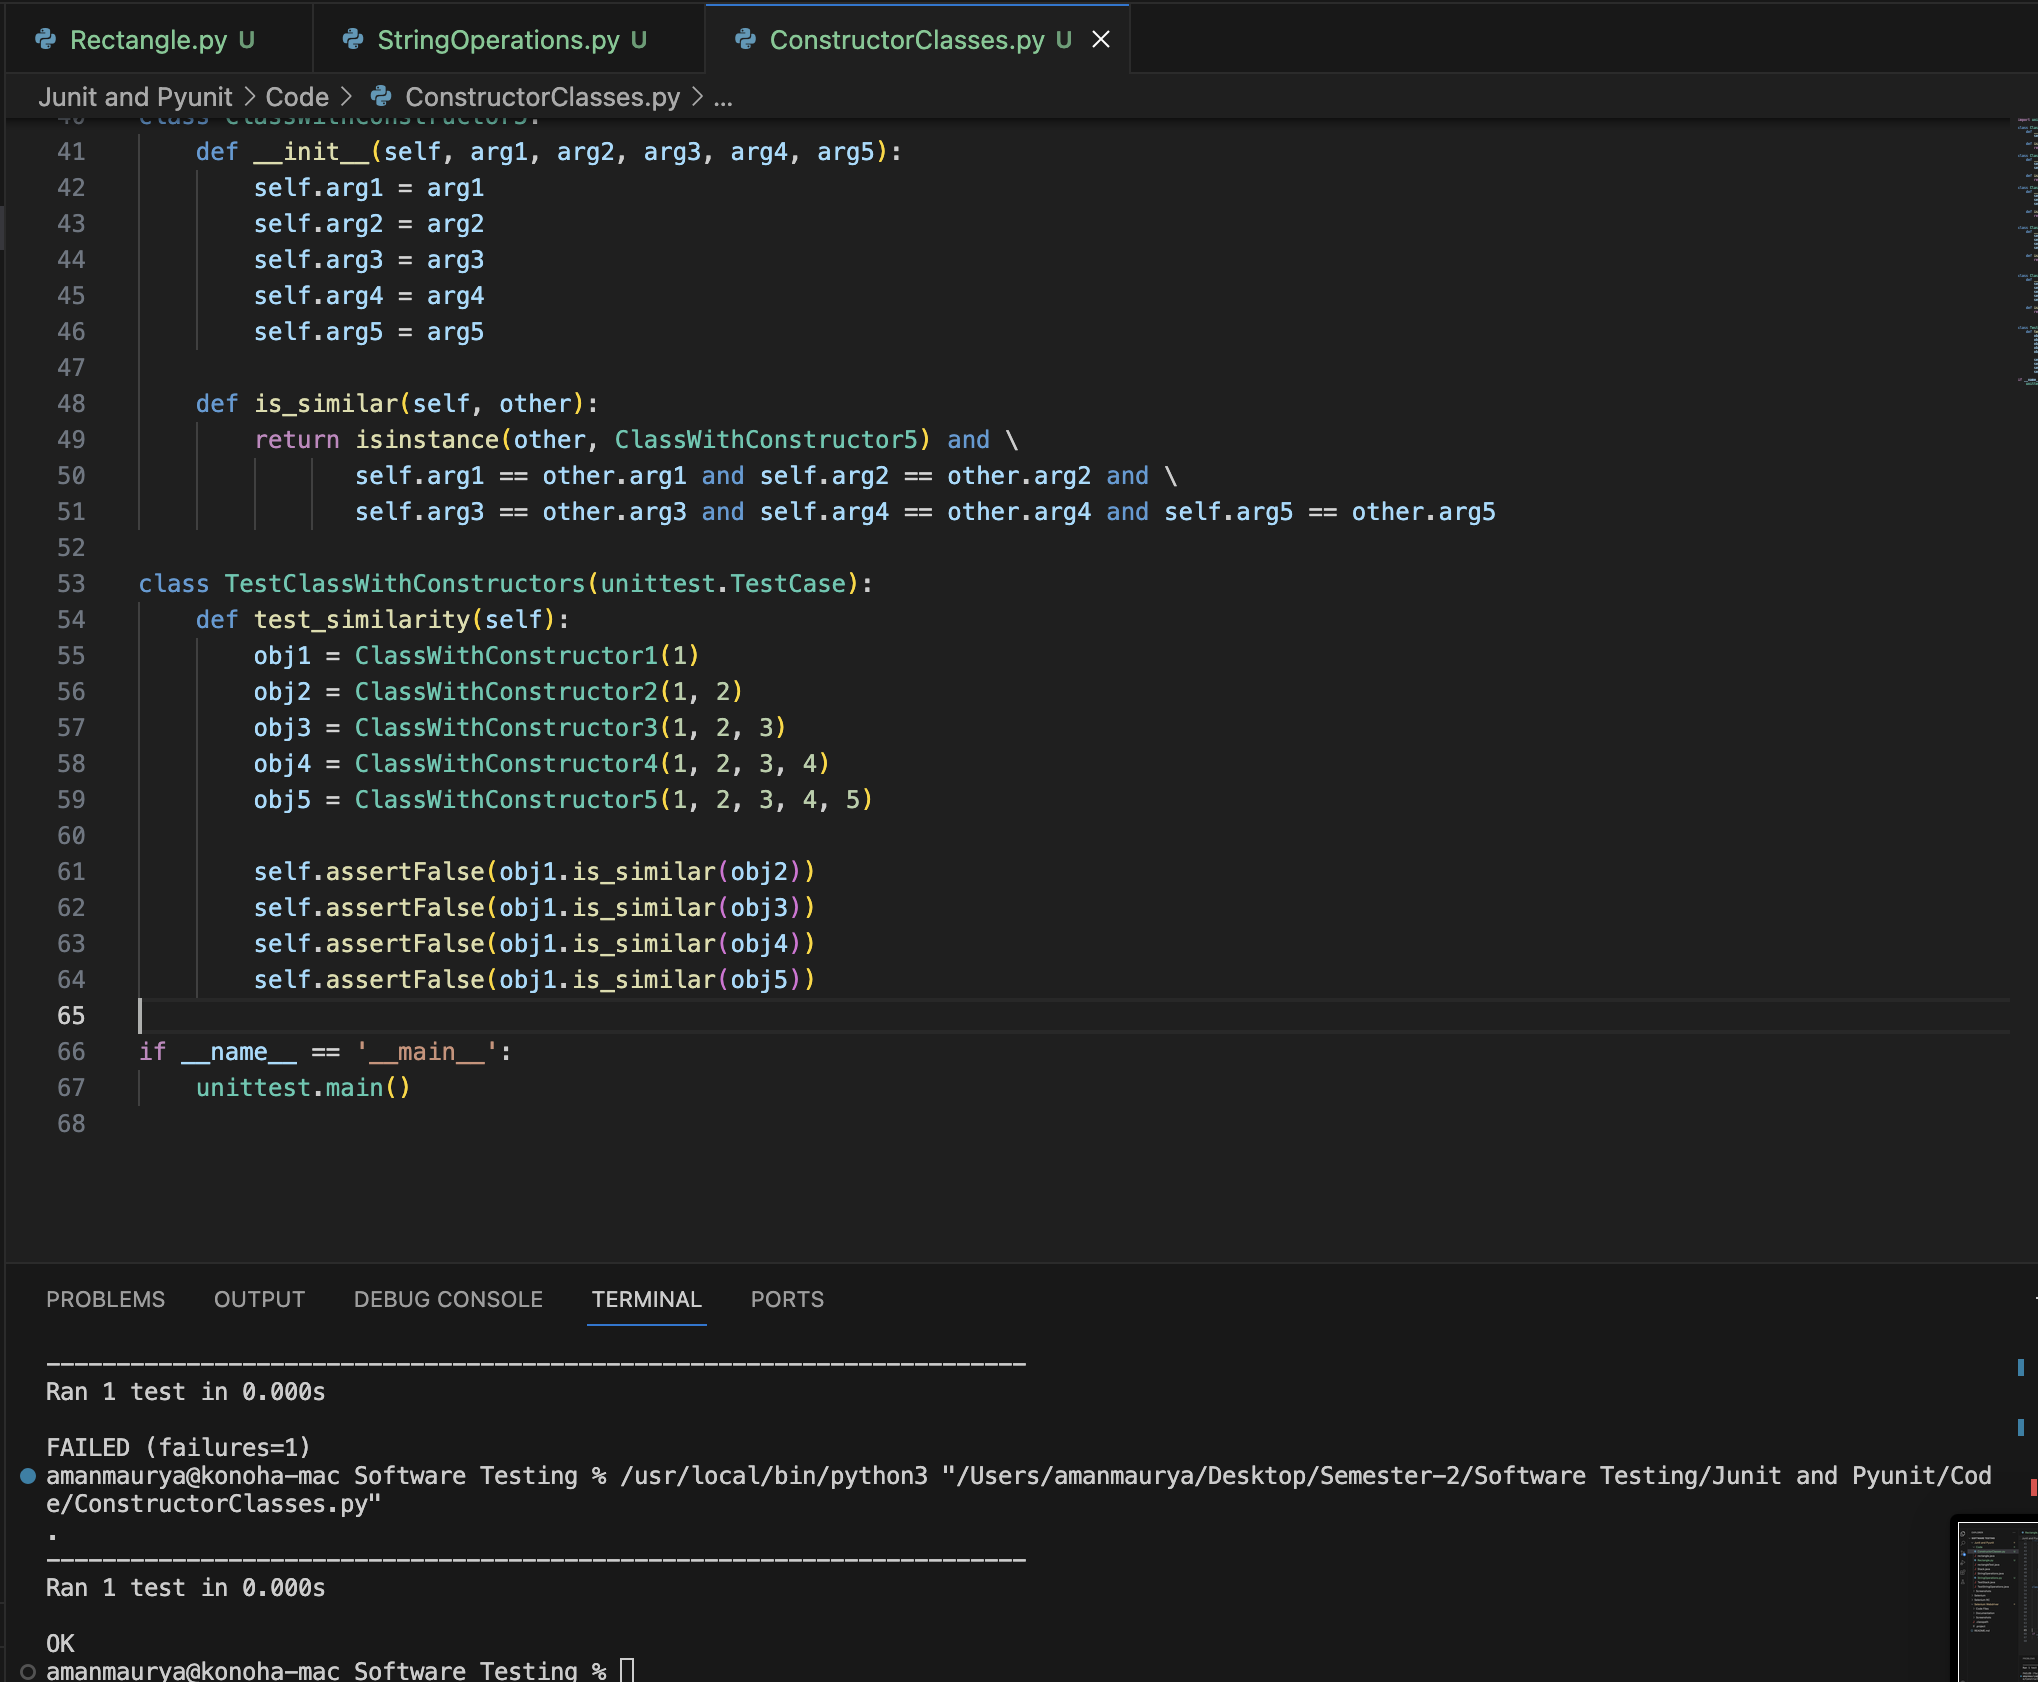 Rectangle.py U
StringOperations.py U
ConstructorClasses.py U
Junit and Pyunit > Code > ConstructorClasses.py > ...
40 class ClassWithConstructor5:
41     def __init__(self, arg1, arg2, arg3, arg4, arg5):
42         self.arg1 = arg1
43         self.arg2 = arg2
44         self.arg3 = arg3
45         self.arg4 = arg4
46         self.arg5 = arg5
47
48     def is_similar(self, other):
49         return isinstance(other, ClassWithConstructor5) and \
50                self.arg1 == other.arg1 and self.arg2 == other.arg2 and \
51                self.arg3 == other.arg3 and self.arg4 == other.arg4 and self.arg5 == other.arg5
52
53 class TestClassWithConstructors(unittest.TestCase):
54     def test_similarity(self):
55         obj1 = ClassWithConstructor1(1)
56         obj2 = ClassWithConstructor2(1, 2)
57         obj3 = ClassWithConstructor3(1, 2, 3)
58         obj4 = ClassWithConstructor4(1, 2, 3, 4)
59         obj5 = ClassWithConstructor5(1, 2, 3, 4, 5)
60
61         self.assertFalse(obj1.is_similar(obj2))
62         self.assertFalse(obj1.is_similar(obj3))
63         self.assertFalse(obj1.is_similar(obj4))
64         self.assertFalse(obj1.is_similar(obj5))
65
66 if __name__ == '__main__':
67     unittest.main()
68
PROBLEMS OUTPUT DEBUG CONSOLE TERMINAL PORTS
----------------------------------------------------------------------
Ran 1 test in 0.000s
FAILED (failures=1)
amanmaurya@konoha-mac Software Testing % /usr/local/bin/python3 "/Users/amanmaurya/Desktop/Semester-2/Software Testing/Junit and Pyunit/Cod
e/ConstructorClasses.py"
.
----------------------------------------------------------------------
Ran 1 test in 0.000s
OK
amanmaurya@konoha-mac Software Testing %